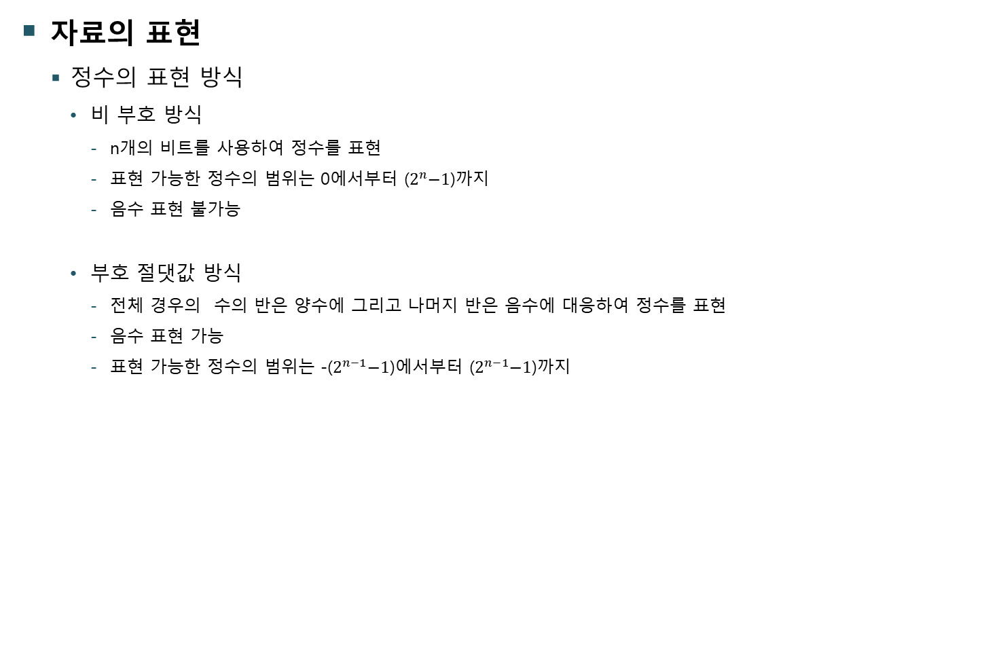 ▪ 자료의 표현
▪ 정수의 표현 방식
• 비 부호 방식
- n개의 비트를 사용하여 정수를 표현
- 표현 가능한 정수의 범위는 0에서부터 (2ⁿ−1)까지
- 음수 표현 불가능
• 부호 절댓값 방식
- 전체 경우의  수의 반은 양수에 그리고 나머지 반은 음수에 대응하여 정수를 표현
- 음수 표현 가능
- 표현 가능한 정수의 범위는 -(2ⁿ⁻¹−1)에서부터 (2ⁿ⁻¹−1)까지